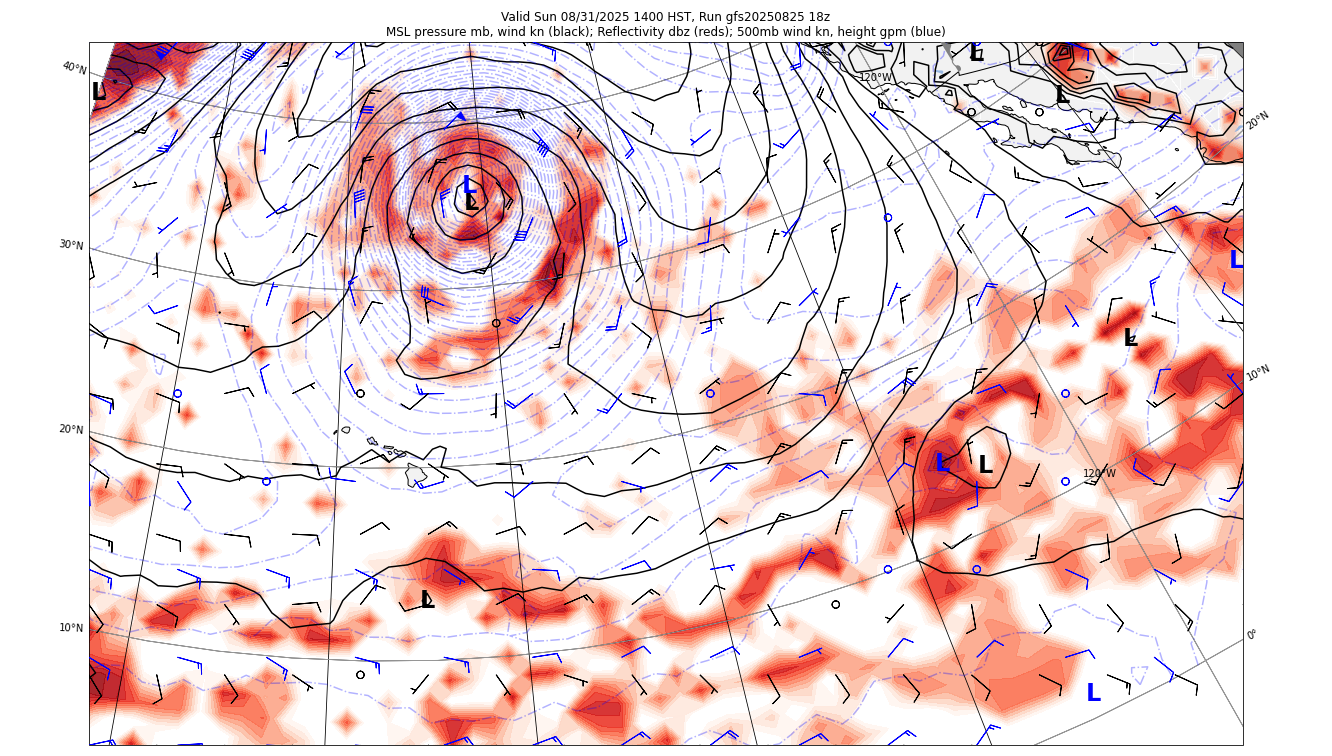 Valid Sun 08/31/2025 1400 HST, Run gfs20250825 18z
MSL pressure mb, wind kn (black); Reflectivity dbz (reds); 500mb wind kn, height gpm (blue)
L
40°N
120°W
L
L
20°N
L
L
30°N
L
L
10°N
20°N
L
L
120°W
L
10°N
0°
L